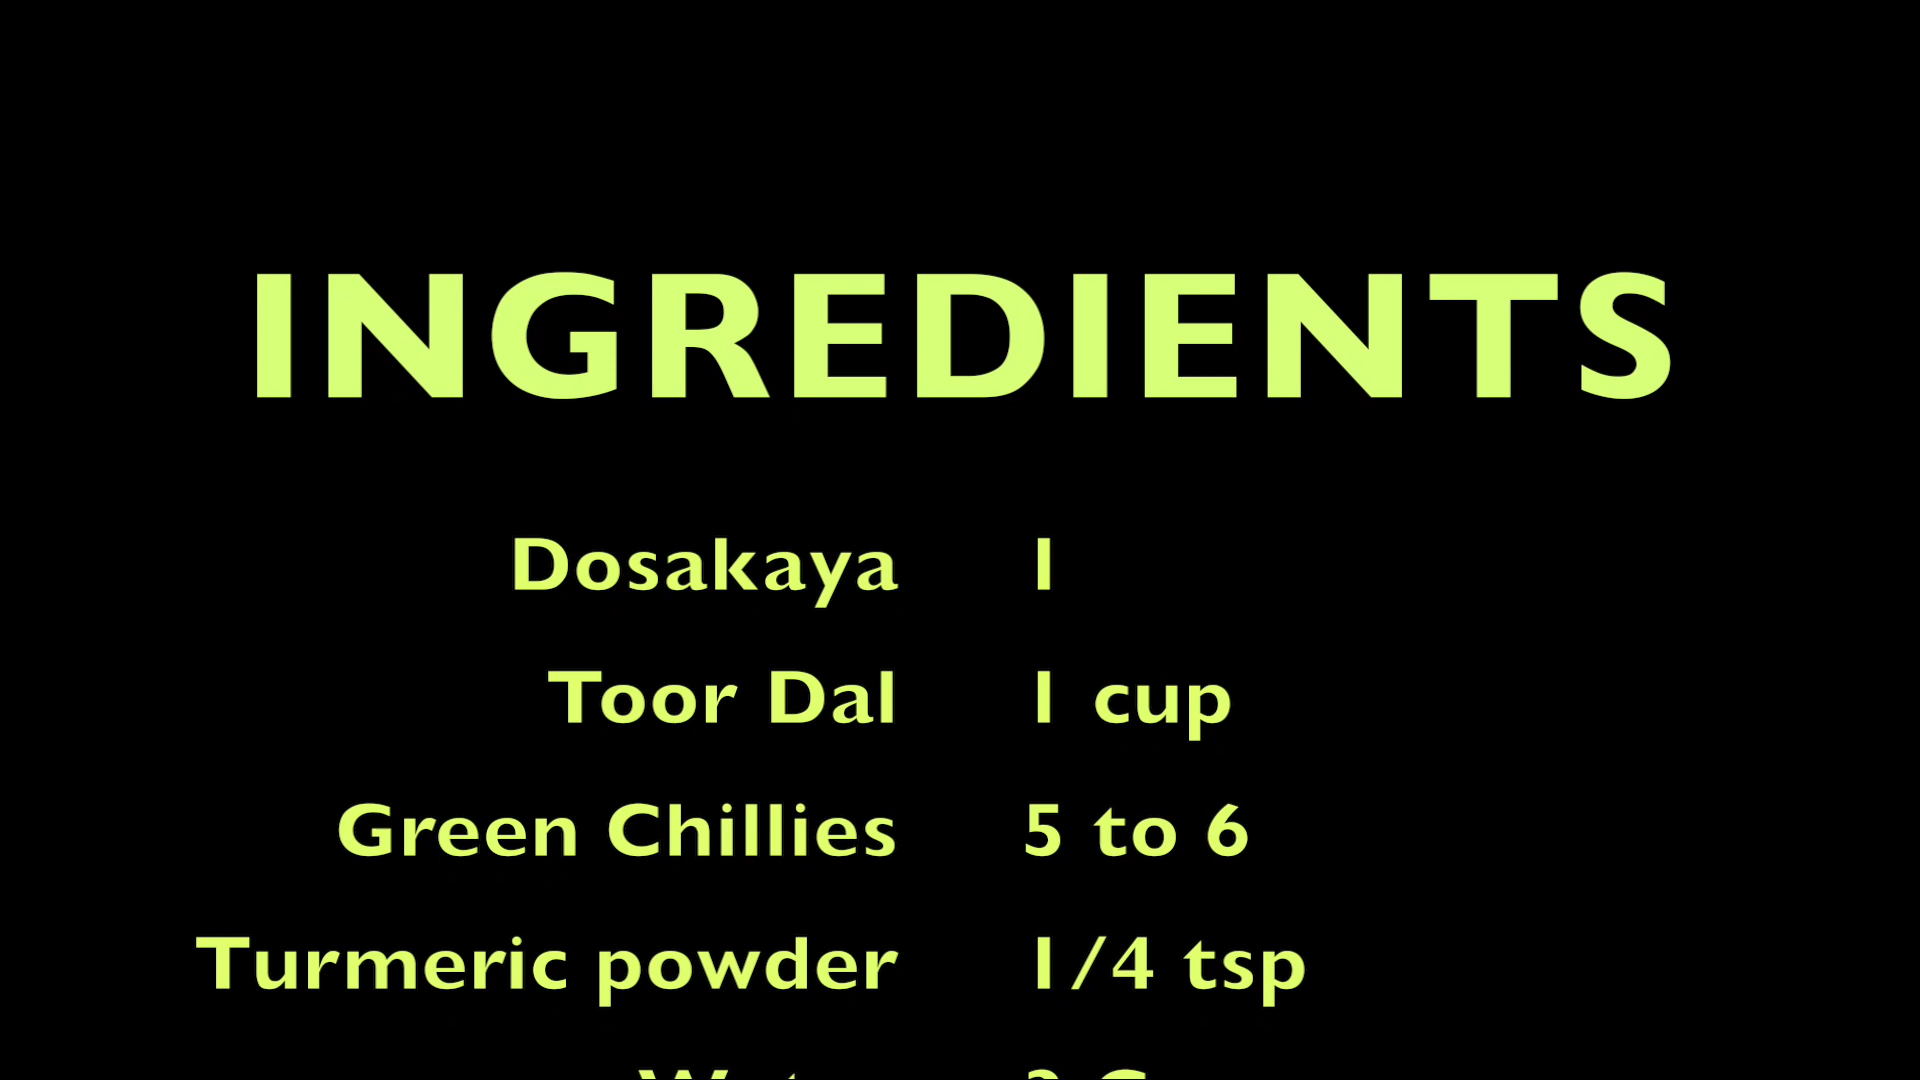 INGREDIENTS
Dosakaya 1
Toor Dal 1 cup
Green Chillies 5 to 6
Turmeric powder 1/4 tsp